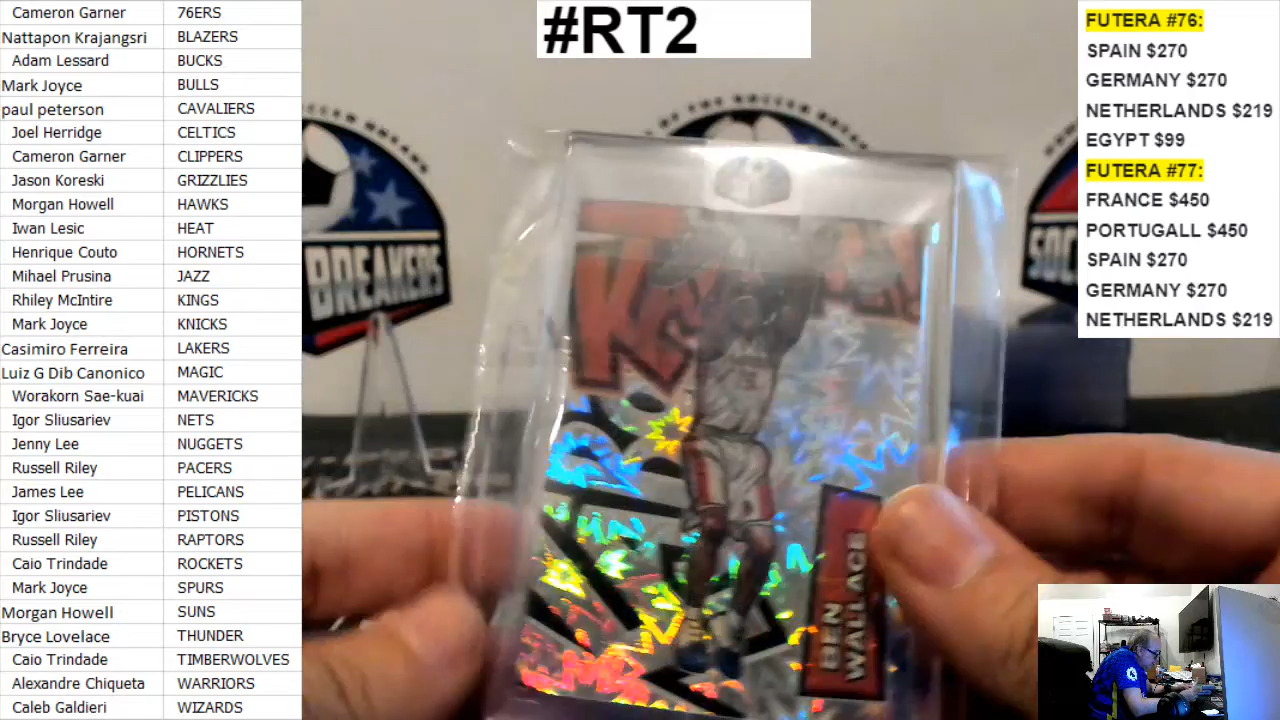 #RT2
Cameron Garner 76ERS
Nattapon Krajangsri BLAZERS
Adam Lessard BUCKS
Mark Joyce BULLS
paul peterson CAVALIERS
Joel Herridge CELTICS
Cameron Garner CLIPPERS
Jason Koreski GRIZZLIES
Morgan Howell HAWKS
Iwan Lesic HEAT
Henrique Couto HORNETS
Mihael Prusina JAZZ
Rhiley McIntire KINGS
Mark Joyce KNICKS
Casimiro Ferreira LAKERS
Luiz G Dib Canonico MAGIC
Worakorn Sae-kuai MAVERICKS
Igor Sliusariev NETS
Jenny Lee NUGGETS
Russell Riley PACERS
James Lee PELICANS
Igor Sliusariev PISTONS
Russell Riley RAPTORS
Caio Trindade ROCKETS
Mark Joyce SPURS
Morgan Howell SUNS
Bryce Lovelace THUNDER
Caio Trindade TIMBERWOLVES
Alexandre Chiqueta WARRIORS
Caleb Galdieri WIZARDS
FUTERA #76:
SPAIN $270
GERMANY $270
NETHERLANDS $219
EGYPT $99
FUTERA #77:
FRANCE $450
PORTUGALL $450
SPAIN $270
GERMANY $270
NETHERLANDS $219
BREAKERS
BEN
WALLACE